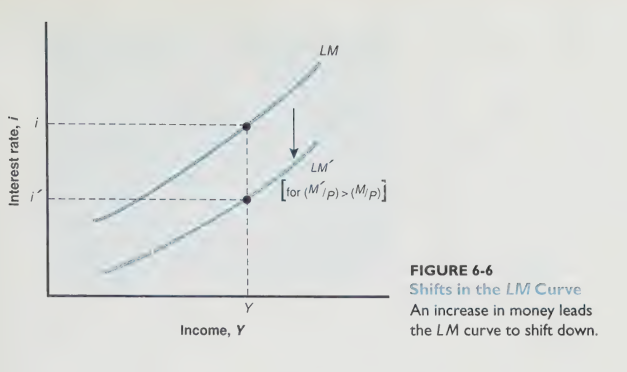 LM
Interest rate, i
i
LM′
[for (M′/P) > (M/P)]
i′
Y
Income, Y
FIGURE 6-6
Shifts in the LM Curve
An increase in money leads
the LM curve to shift down.